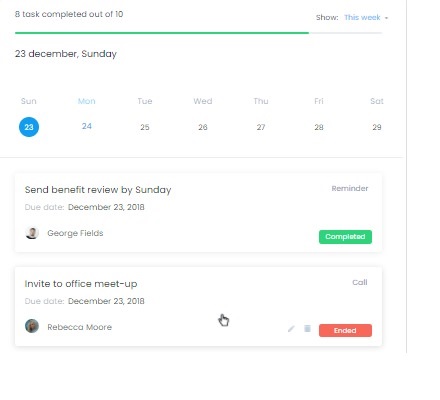 8 task completed out of 10
Show: This week
23 december, Sunday
Sun Mon Tue Wed Thu Fri Sat
23 24 25 26 27 28 29
Send benefit review by Sunday Reminder
Due date: December 23, 2018
George Fields Completed
Invite to office meet-up Call
Due date: December 23, 2018
Rebecca Moore Ended